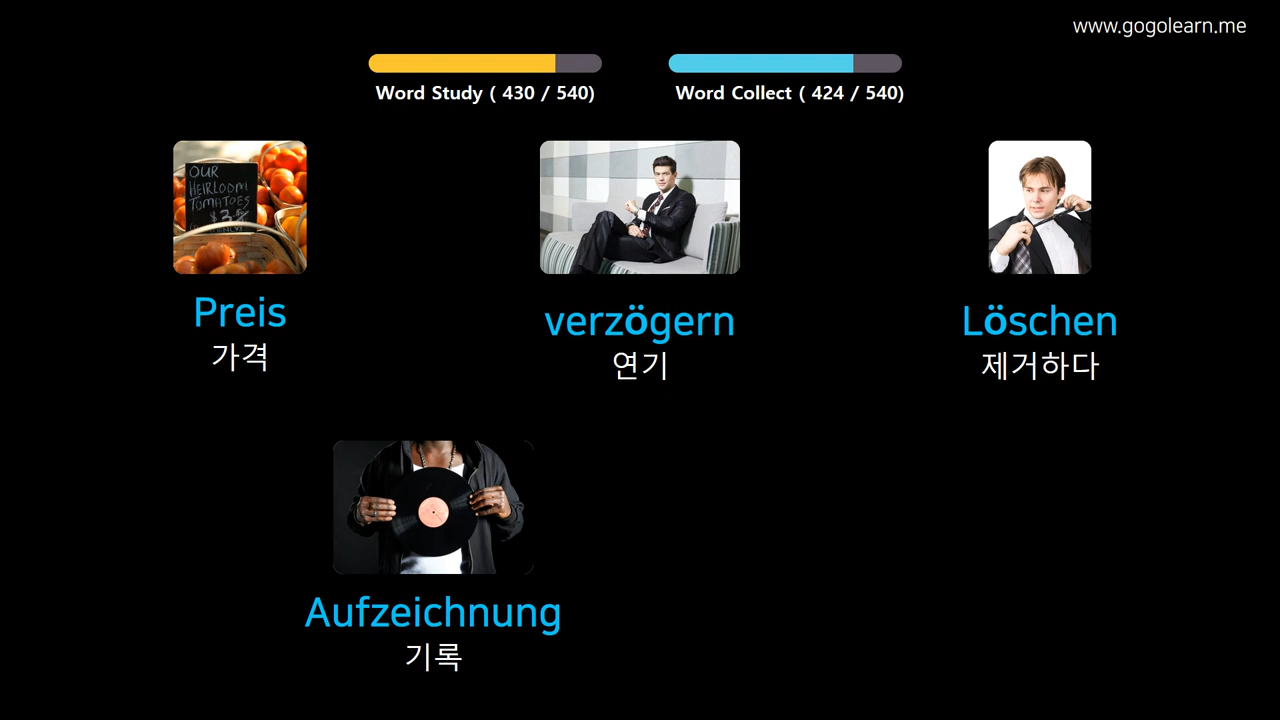 www.gogolearn.me
Word Study ( 430 / 540)
Word Collect ( 424 / 540)
OUR
HEIRLOOM
TOMATOES
Preis
가격
verzögern
연기
Löschen
제거하다
Aufzeichnung
기록